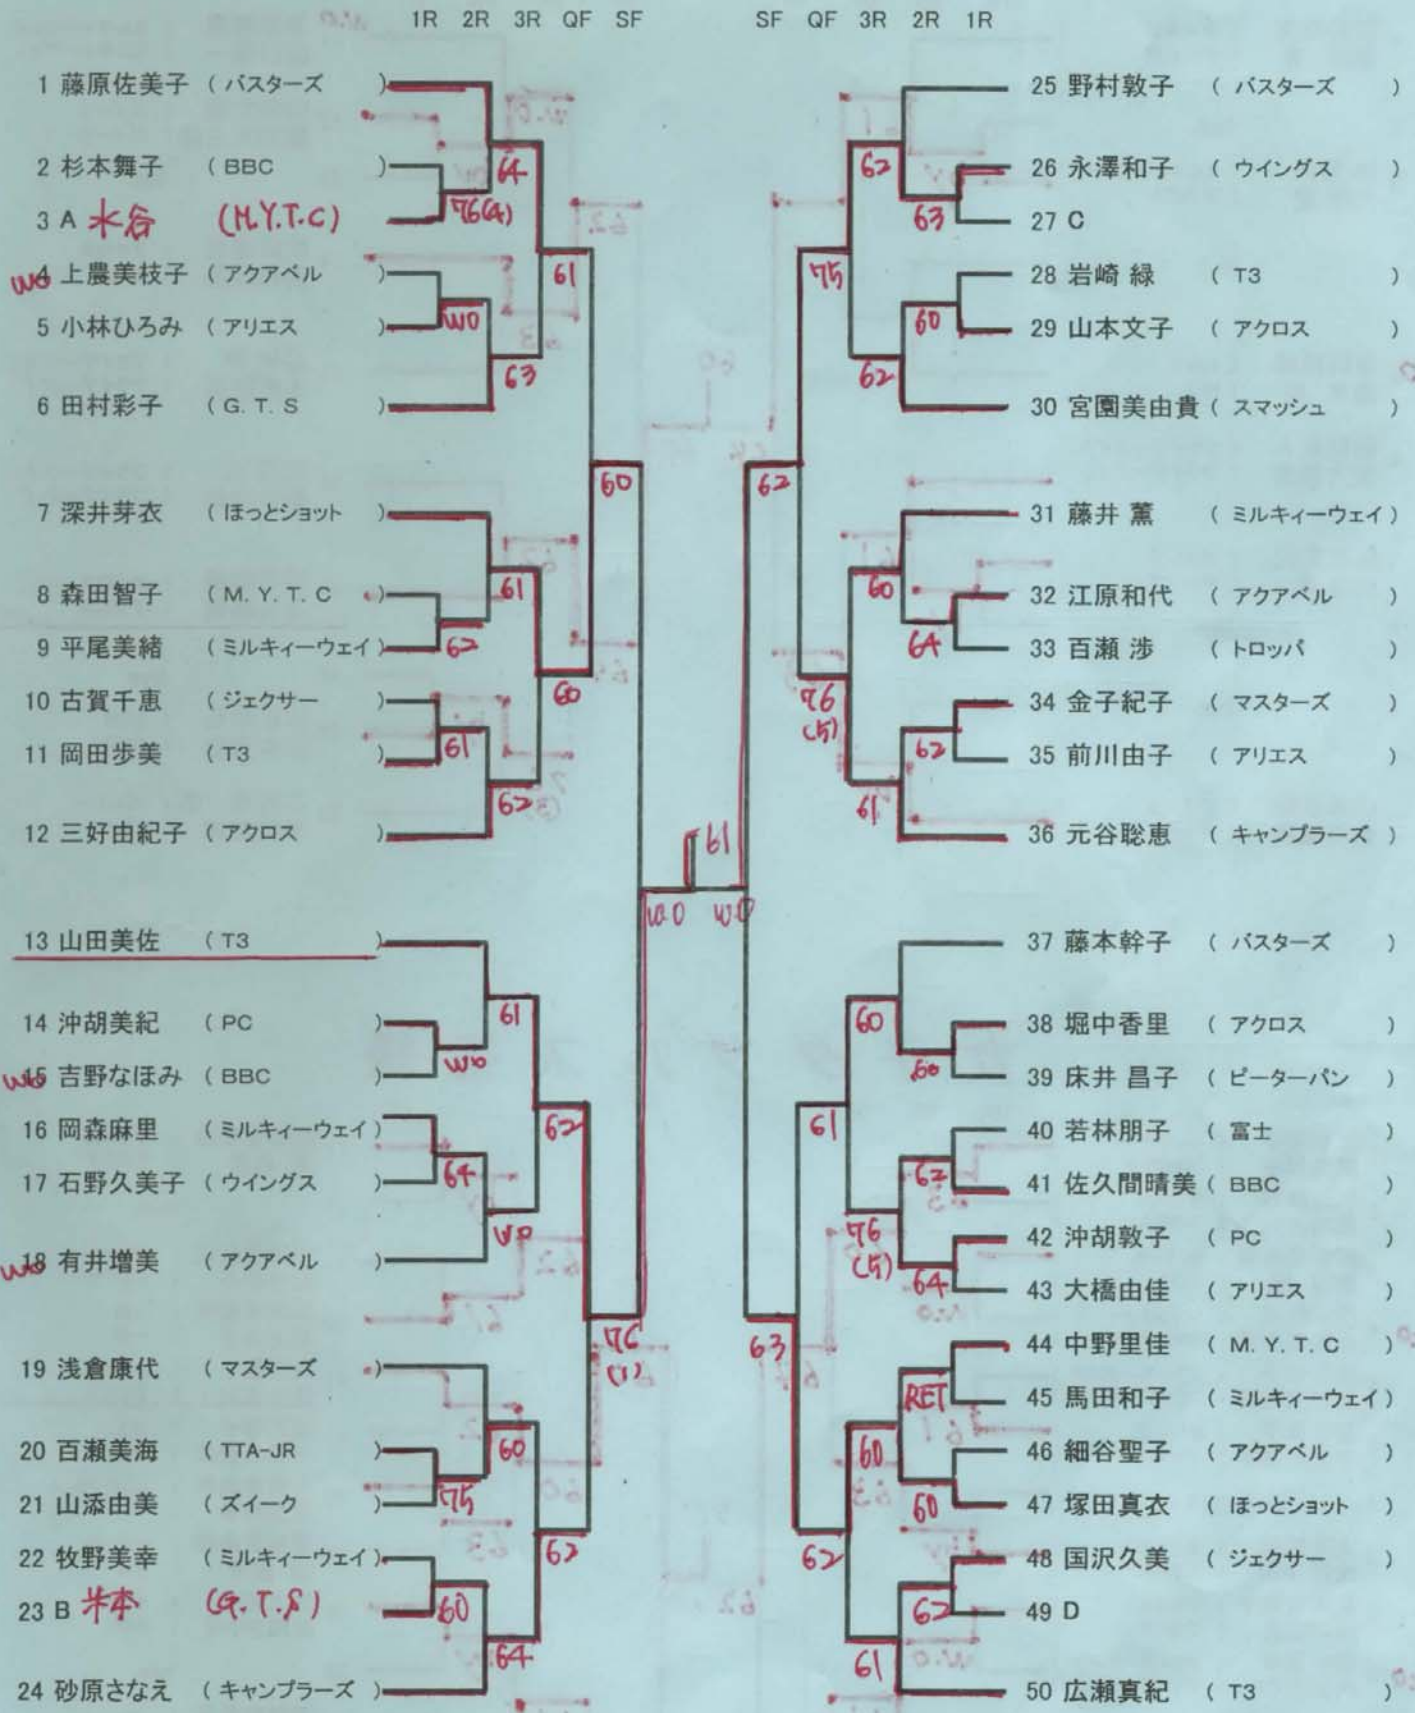 1R 2R 3R QF SF
SF QF 3R 2R 1R
1 藤原佐美子 ( バスターズ )
2 杉本舞子 ( BBC )
3 A 水谷 (M.Y.T.C)
wo 4 上農美枝子 ( アクアベル )
5 小林ひろみ ( アリエス )
6 田村彩子 ( G. T. S )
7 深井芽衣 ( ほっとショット )
8 森田智子 ( M. Y. T. C )
9 平尾美緒 ( ミルキィーウェイ )
10 古賀千恵 ( ジェクサー )
11 岡田歩美 ( T3 )
12 三好由紀子 ( アクロス )
13 山田美佐 ( T3 )
14 沖胡美紀 ( PC )
wo 15 吉野なほみ ( BBC )
16 岡森麻里 ( ミルキィーウェイ )
17 石野久美子 ( ウイングス )
wo 18 有井増美 ( アクアベル )
19 浅倉康代 ( マスターズ )
20 百瀬美海 ( TTA-JR )
21 山添由美 ( ズイーク )
22 牧野美幸 ( ミルキィーウェイ )
23 B 米本 (G.T.S)
24 砂原さなえ ( キャンブラーズ )
76(4)
wo
62
61
wo
64
75
60
64
63
61
62
61
wo
60
64
61
60
62
62
60
76
(1)
w.o
61
w.o
62
63
75
76
(5)
61
62
62
62
60
61
60
76
(5)
60
61
63
60
64
62
60
62
64
RET
60
62
25 野村敦子 ( バスターズ )
26 永澤和子 ( ウイングス )
27 C
28 岩崎 緑 ( T3 )
29 山本文子 ( アクロス )
30 宮園美由貴 ( スマッシュ )
31 藤井 薫 ( ミルキィーウェイ )
32 江原和代 ( アクアベル )
33 百瀬 渉 ( トロッパ )
34 金子紀子 ( マスターズ )
35 前川由子 ( アリエス )
36 元谷聡恵 ( キャンブラーズ )
37 藤本幹子 ( バスターズ )
38 堀中香里 ( アクロス )
39 床井 昌子 ( ピーターパン )
40 若林朋子 ( 富士 )
41 佐久間晴美 ( BBC )
42 沖胡敦子 ( PC )
43 大橋由佳 ( アリエス )
44 中野里佳 ( M. Y. T. C )
45 馬田和子 ( ミルキィーウェイ )
46 細谷聖子 ( アクアベル )
47 塚田真衣 ( ほっとショット )
48 国沢久美 ( ジェクサー )
49 D
50 広瀬真紀 ( T3 )